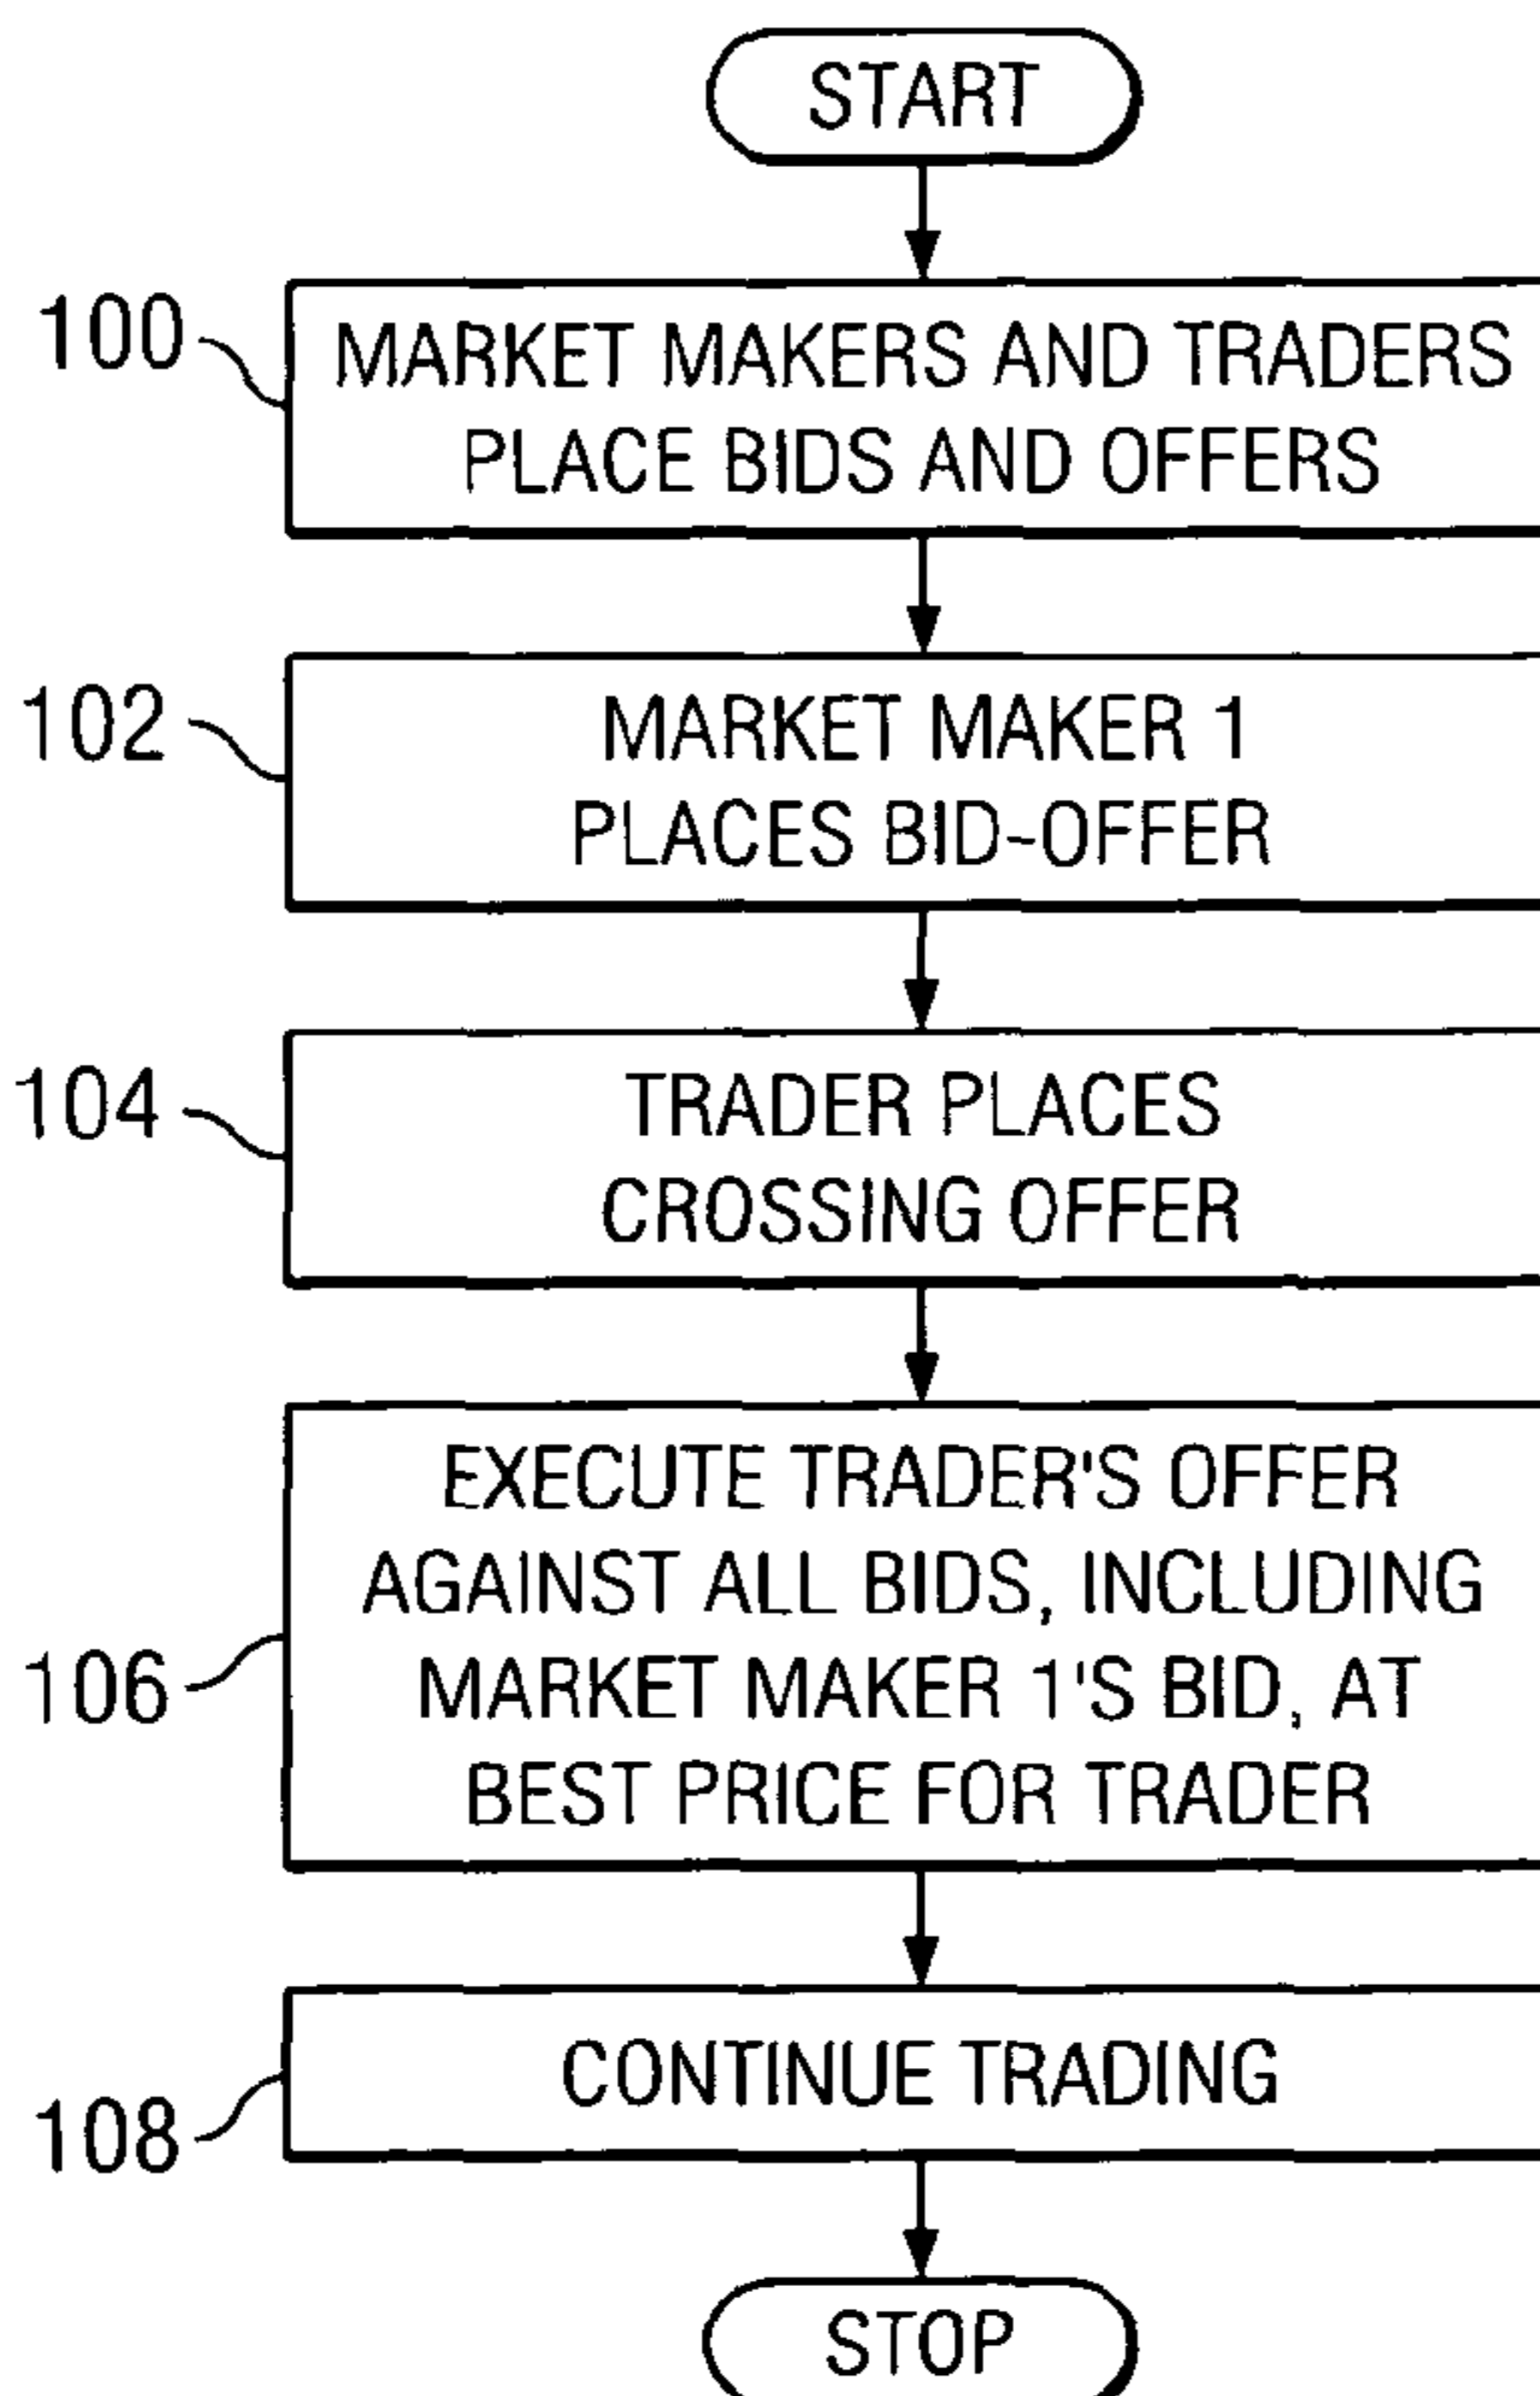 START
100
MARKET MAKERS AND TRADERS
PLACE BIDS AND OFFERS
102
MARKET MAKER 1
PLACES BID-OFFER
104
TRADER PLACES
CROSSING OFFER
106
EXECUTE TRADER'S OFFER
AGAINST ALL BIDS, INCLUDING
MARKET MAKER 1'S BID, AT
BEST PRICE FOR TRADER
108
CONTINUE TRADING
STOP